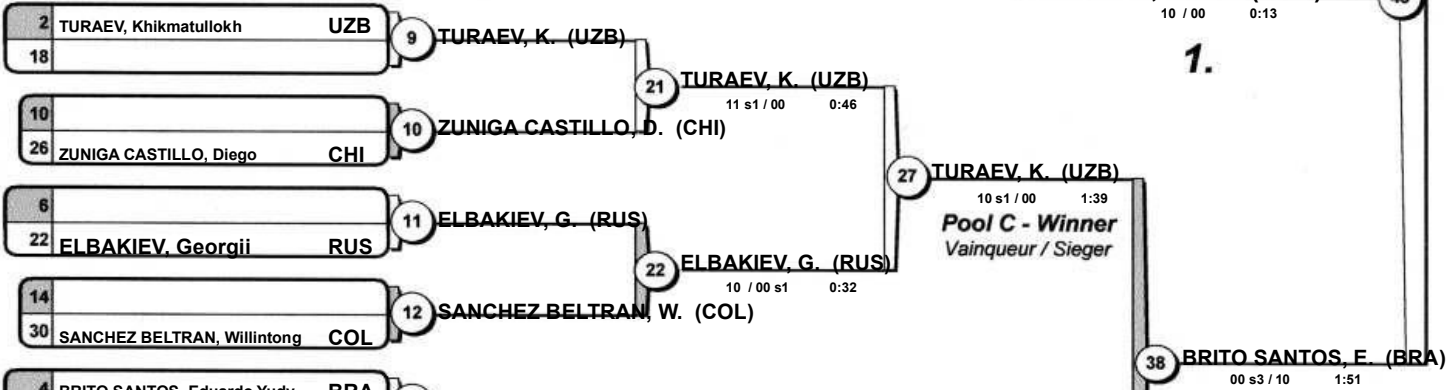 10 / 00 0:13
1.
2 TURAEV, Khikmatullokh UZB
18
9 TURAEV, K. (UZB)
21 TURAEV, K. (UZB)
11 s1 / 00 0:46
10
26 ZUNIGA CASTILLO, Diego CHI
10 ZUNIGA CASTILLO, D. (CHI)
27 TURAEV, K. (UZB)
10 s1 / 00 1:39
Pool C - Winner
Vainqueur / Sieger
6
22 ELBAKIEV, Georgii RUS
11 ELBAKIEV, G. (RUS)
22 ELBAKIEV, G. (RUS)
10 / 00 s1 0:32
14
30 SANCHEZ BELTRAN, Willintong COL
12 SANCHEZ BELTRAN, W. (COL)
38 BRITO SANTOS, E. (BRA)
00 s3 / 10 1:51
4 BRITO SANTOS, Eduardo Yudy BRA